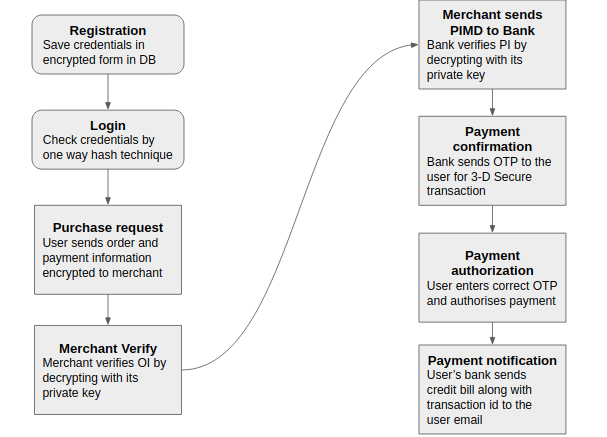 Registration
Save credentials in
encrypted form in DB
Login
Check credentials by
one way hash technique
Purchase request
User sends order and
payment information
encrypted to merchant
Merchant Verify
Merchant verifies OI by
decrypting with its
private key
Merchant sends
PIMD to Bank
Bank verifies PI by
decrypting with its
private key
Payment
confirmation
Bank sends OTP to the
user for 3-D Secure
transaction
Payment
authorization
User enters correct OTP
and authorises payment
Payment notification
User’s bank sends
credit bill along with
transaction id to the
user email